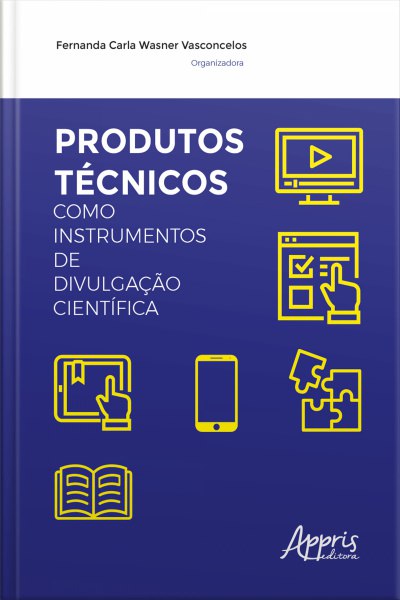 Fernanda Carla Wasner Vasconcelos
Organizadora
PRODUTOS
TÉCNICOS
COMO
INSTRUMENTOS
DE
DIVULGAÇÃO
CIENTÍFICA
Appris
editora